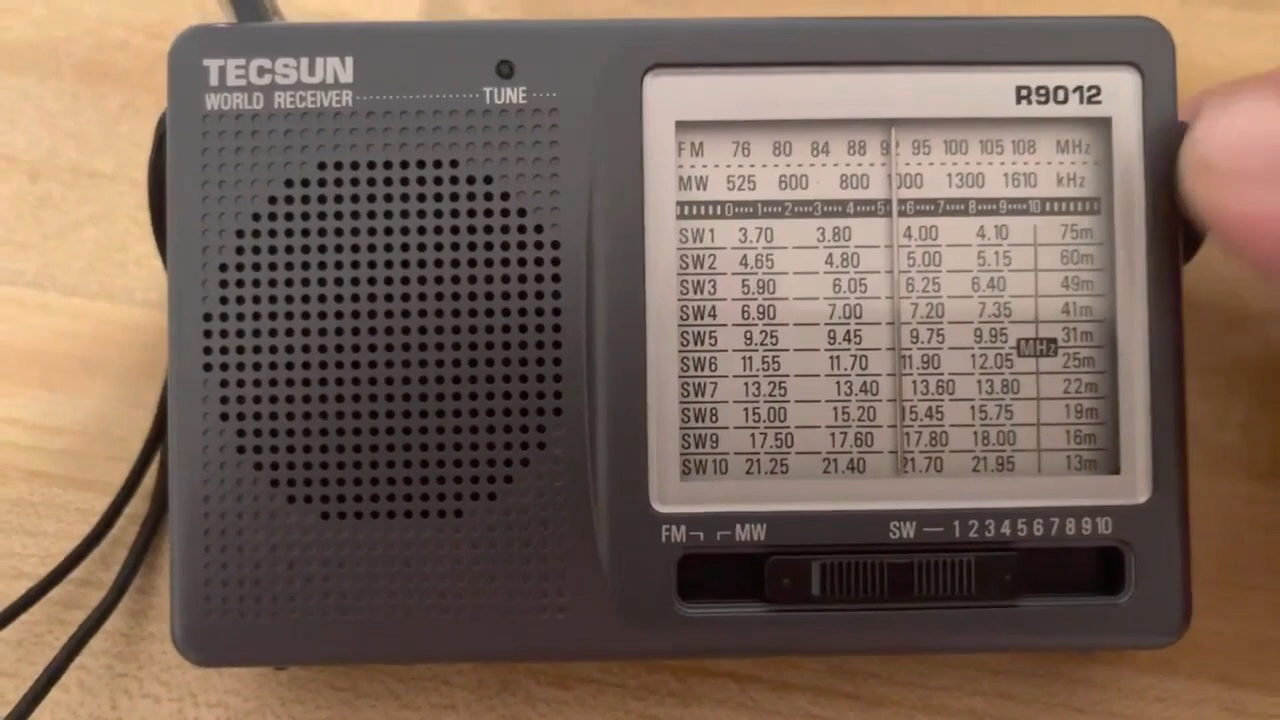 TECSUN
WORLD RECEIVER
TUNE
R9012
FM 76 80 84 88 92 95 100 105 108 MHz
MW 525 600 800 1000 1300 1610 kHz
0 1 2 3 4 5 6 7 8 9 10
SW1 3.70 3.80 4.00 4.10 75m
SW2 4.65 4.80 5.00 5.15 60m
SW3 5.90 6.05 6.25 6.40 49m
SW4 6.90 7.00 7.20 7.35 41m
SW5 9.25 9.45 9.75 9.95 31m
MHz
SW6 11.55 11.70 11.90 12.05 25m
SW7 13.25 13.40 13.60 13.80 22m
SW8 15.00 15.20 15.45 15.75 19m
SW9 17.50 17.60 17.80 18.00 16m
SW10 21.25 21.40 21.70 21.95 13m
FM MW SW — 1 2 3 4 5 6 7 8 9 10